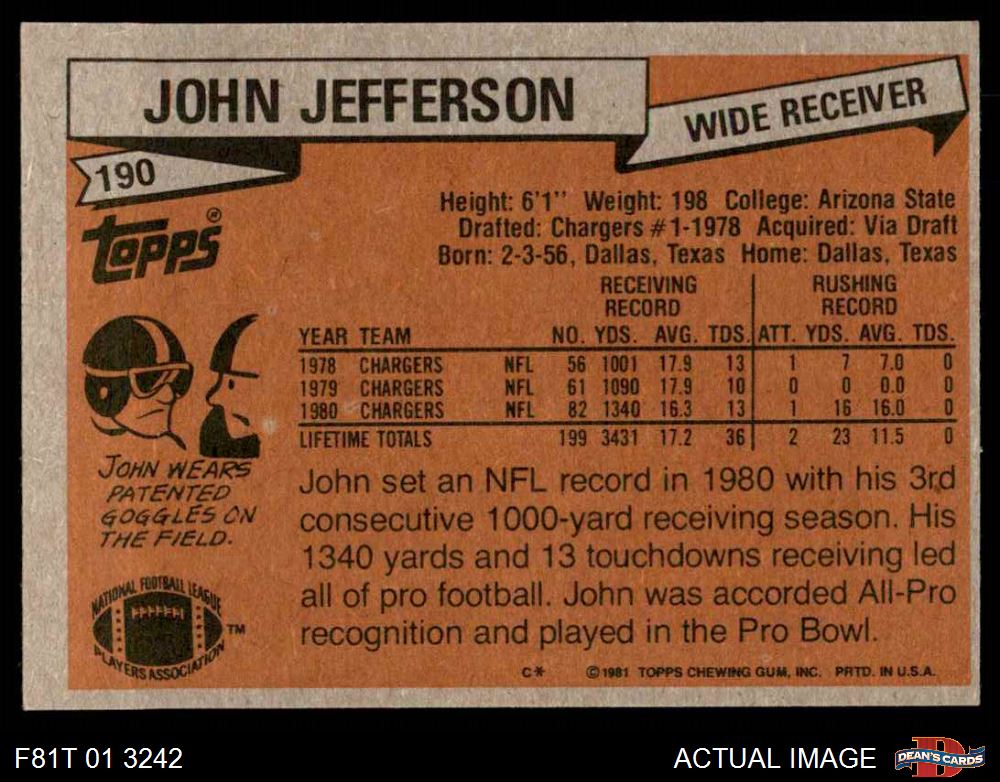 JOHN JEFFERSON
WIDE RECEIVER
190
TOPPS®
Height: 6'1" Weight: 198 College: Arizona State
Drafted: Chargers #1-1978 Acquired: Via Draft
Born: 2-3-56, Dallas, Texas Home: Dallas, Texas
RECEIVING RECORD RUSHING RECORD
YEAR TEAM NO. YDS. AVG. TDS. ATT. YDS. AVG. TDS.
1978 CHARGERS NFL 56 1001 17.9 13 1 7 7.0 0
1979 CHARGERS NFL 61 1090 17.9 10 0 0 0.0 0
1980 CHARGERS NFL 82 1340 16.3 13 1 16 16.0 0
LIFETIME TOTALS 199 3431 17.2 36 2 23 11.5 0
JOHN WEARS
PATENTED
GOGGLES ON
THE FIELD.
John set an NFL record in 1980 with his 3rd
consecutive 1000-yard receiving season. His
1340 yards and 13 touchdowns receiving led
all of pro football. John was accorded All-Pro
recognition and played in the Pro Bowl.
NATIONAL FOOTBALL LEAGUE
PLAYERS ASSOCIATION
TM
C* © 1981 TOPPS CHEWING GUM, INC. PRTD. IN U.S.A.
F81T 01 3242
ACTUAL IMAGE
D
DEAN'S CARDS